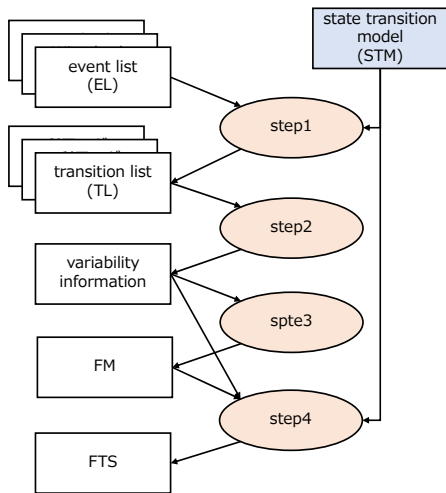 state transition
model
(STM)
event list
(EL)
step1
transition list
(TL)
step2
variability
information
spte3
FM
step4
FTS